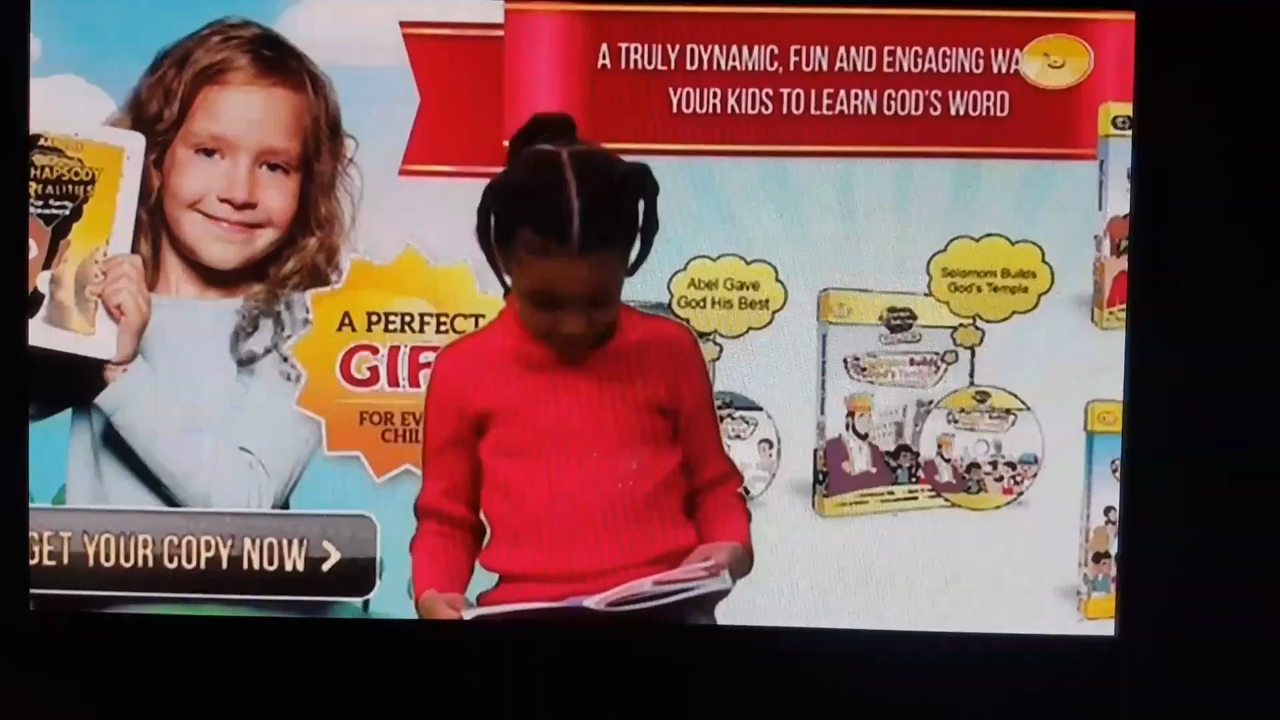 A TRULY DYNAMIC, FUN AND ENGAGING WA
YOUR KIDS TO LEARN GOD'S WORD
RHAPSODY
REALITIES
A PERFECT
GIF
FOR EV
CHIL
Abel Gave
God His Best
Solomom Builds
God's Temple
GET YOUR COPY NOW >